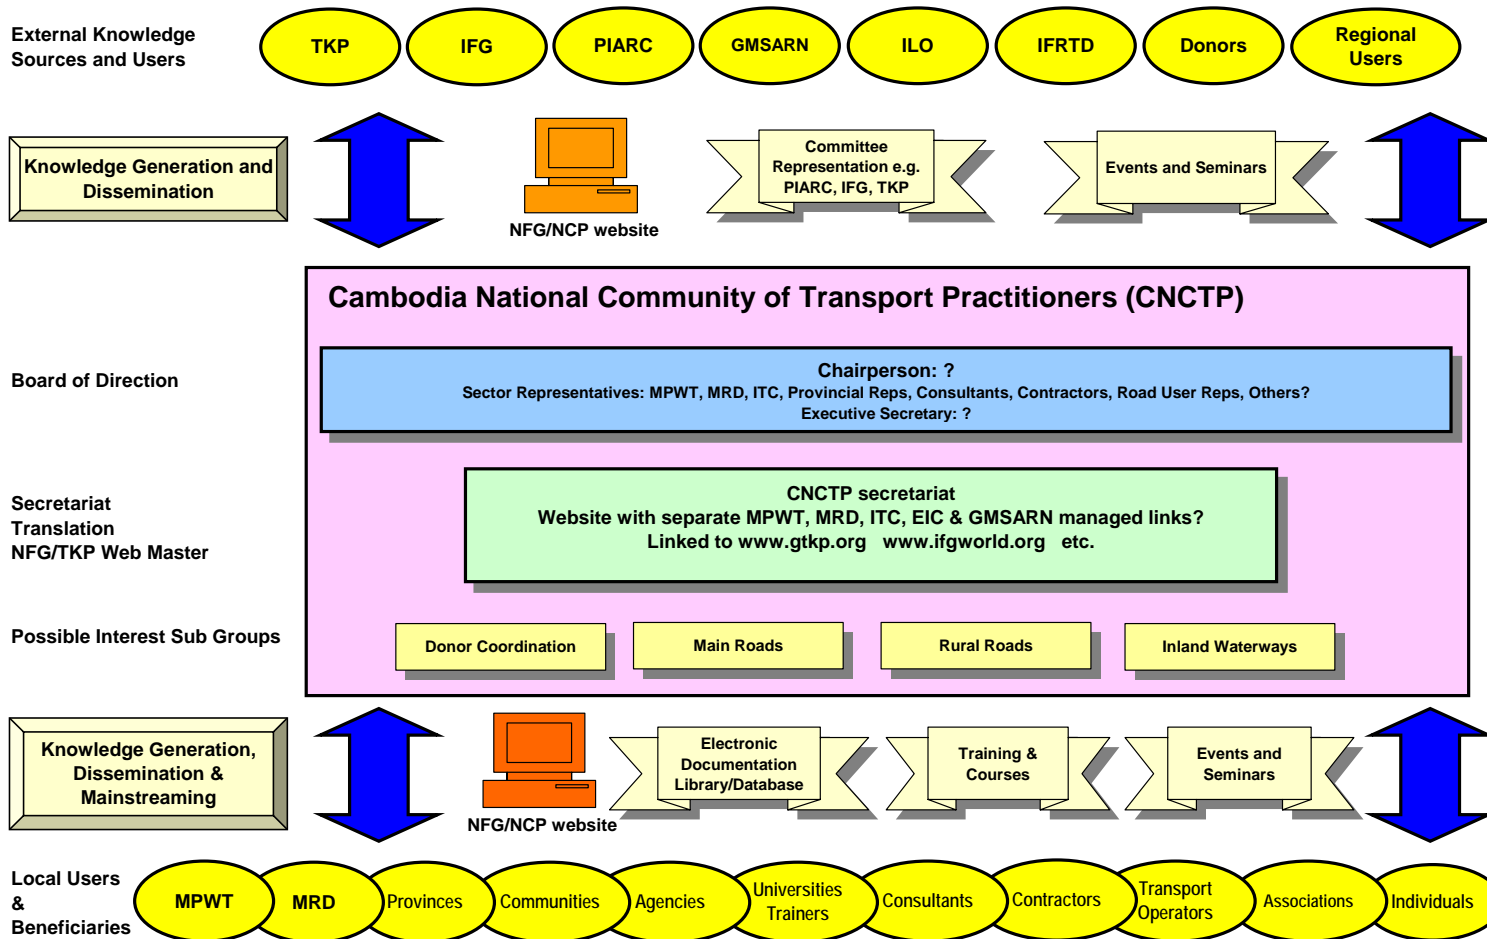 External Knowledge
Sources and Users
TKP
IFG
PIARC
GMSARN
ILO
IFRTD
Donors
Regional
Users
Knowledge Generation and
Dissemination
NFG/NCP website
Committee
Representation e.g.
PIARC, IFG, TKP
Events and Seminars
Cambodia National Community of Transport Practitioners (CNCTP)
Board of Direction
Chairperson: ?
Sector Representatives: MPWT, MRD, ITC, Provincial Reps, Consultants, Contractors, Road User Reps, Others?
Executive Secretary: ?
Secretariat
Translation
NFG/TKP Web Master
CNCTP secretariat
Website with separate MPWT, MRD, ITC, EIC & GMSARN managed links?
Linked to www.gtkp.org www.ifgworld.org etc.
Possible Interest Sub Groups
Donor Coordination
Main Roads
Rural Roads
Inland Waterways
Knowledge Generation,
Dissemination &
Mainstreaming
NFG/NCP website
Electronic
Documentation
Library/Database
Training &
Courses
Events and
Seminars
Local Users
&
Beneficiaries
MPWT
MRD
Provinces
Communities
Agencies
Universities
Trainers
Consultants
Contractors
Transport
Operators
Associations
Individuals